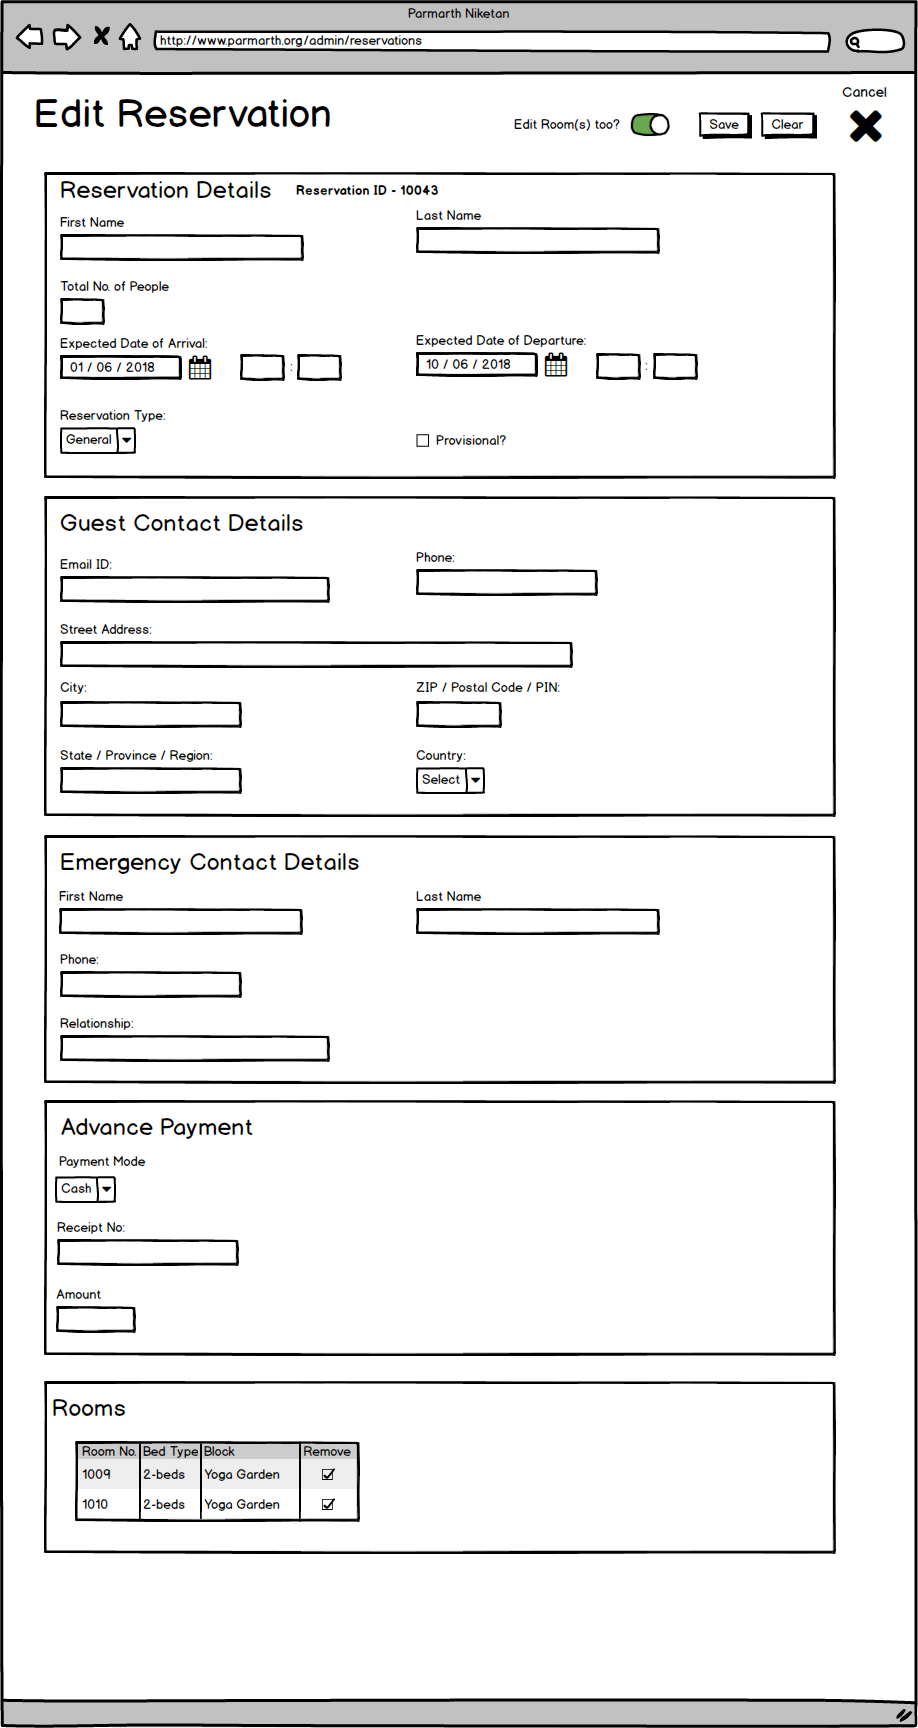 Parmarth Niketan
http://www.parmarth.org/admin/reservations
Cancel
Edit Reservation
Edit Room(s) too?
Save
Clear
Reservation Details
Reservation ID - 10043
First Name
Last Name
Total No. of People
Expected Date of Arrival:
Expected Date of Departure:
01 / 06 / 2018
:
10 / 06 / 2018
:
Reservation Type:
General
Provisional?
Guest Contact Details
Email ID:
Phone:
Street Address:
City:
ZIP / Postal Code / PIN:
State / Province / Region:
Country:
Select
Emergency Contact Details
First Name
Last Name
Phone:
Relationship:
Advance Payment
Payment Mode
Cash
Receipt No:
Amount
Rooms
Room No. Bed Type Block Remove
1009 2-beds Yoga Garden
1010 2-beds Yoga Garden